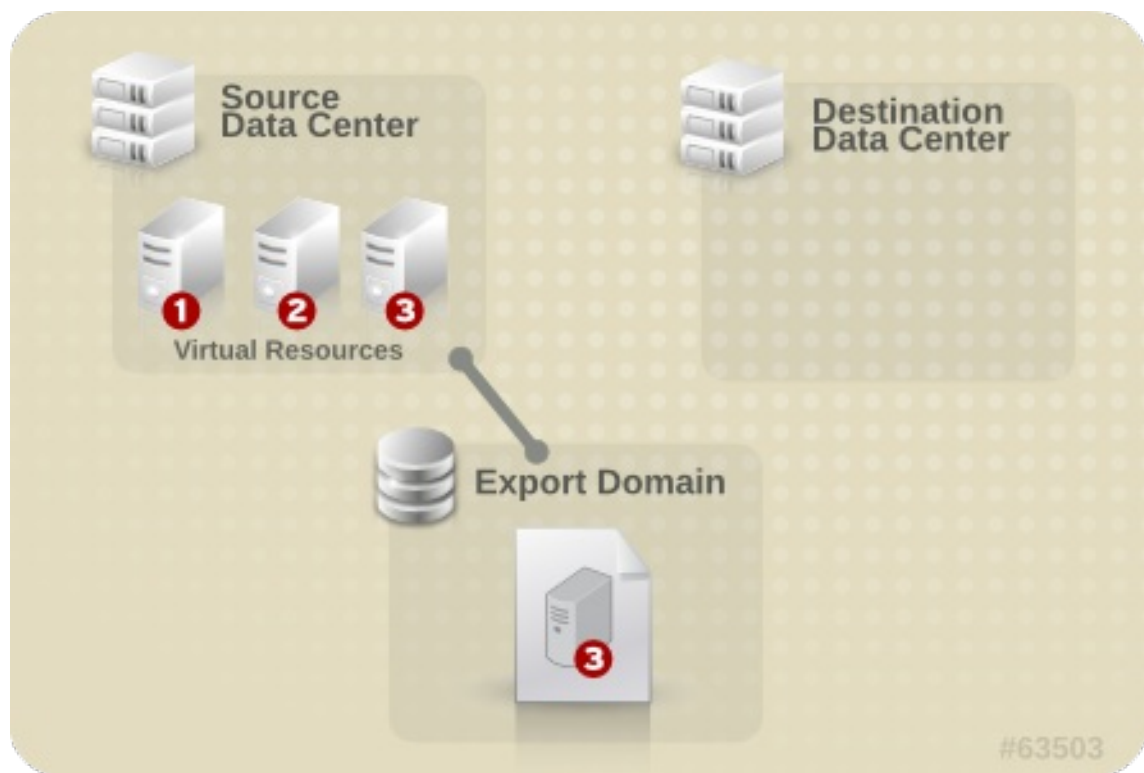 Source
Data Center
Destination
Data Center
1
2
3
Virtual Resources
Export Domain
3
#63503